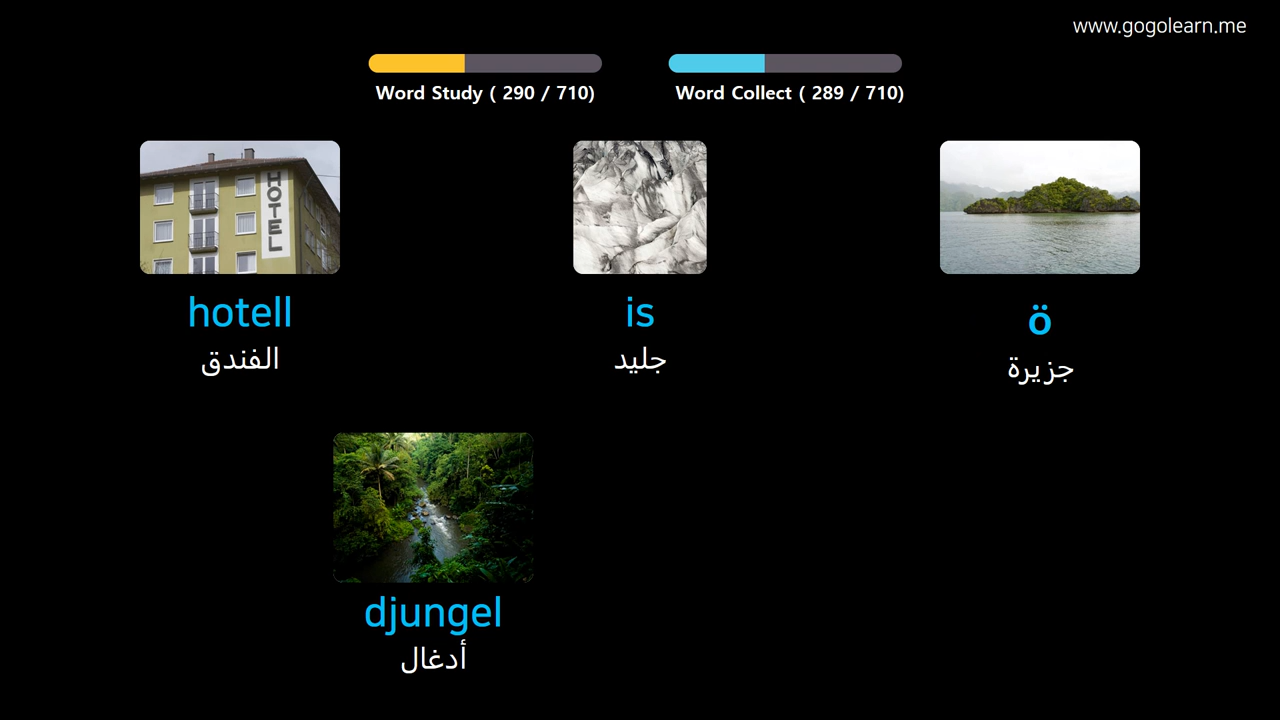 www.gogolearn.me
Word Study ( 290 / 710)
Word Collect ( 289 / 710)
HOTEL
hotell
الفندق
is
جليد
ö
جزيرة
djungel
أدغال